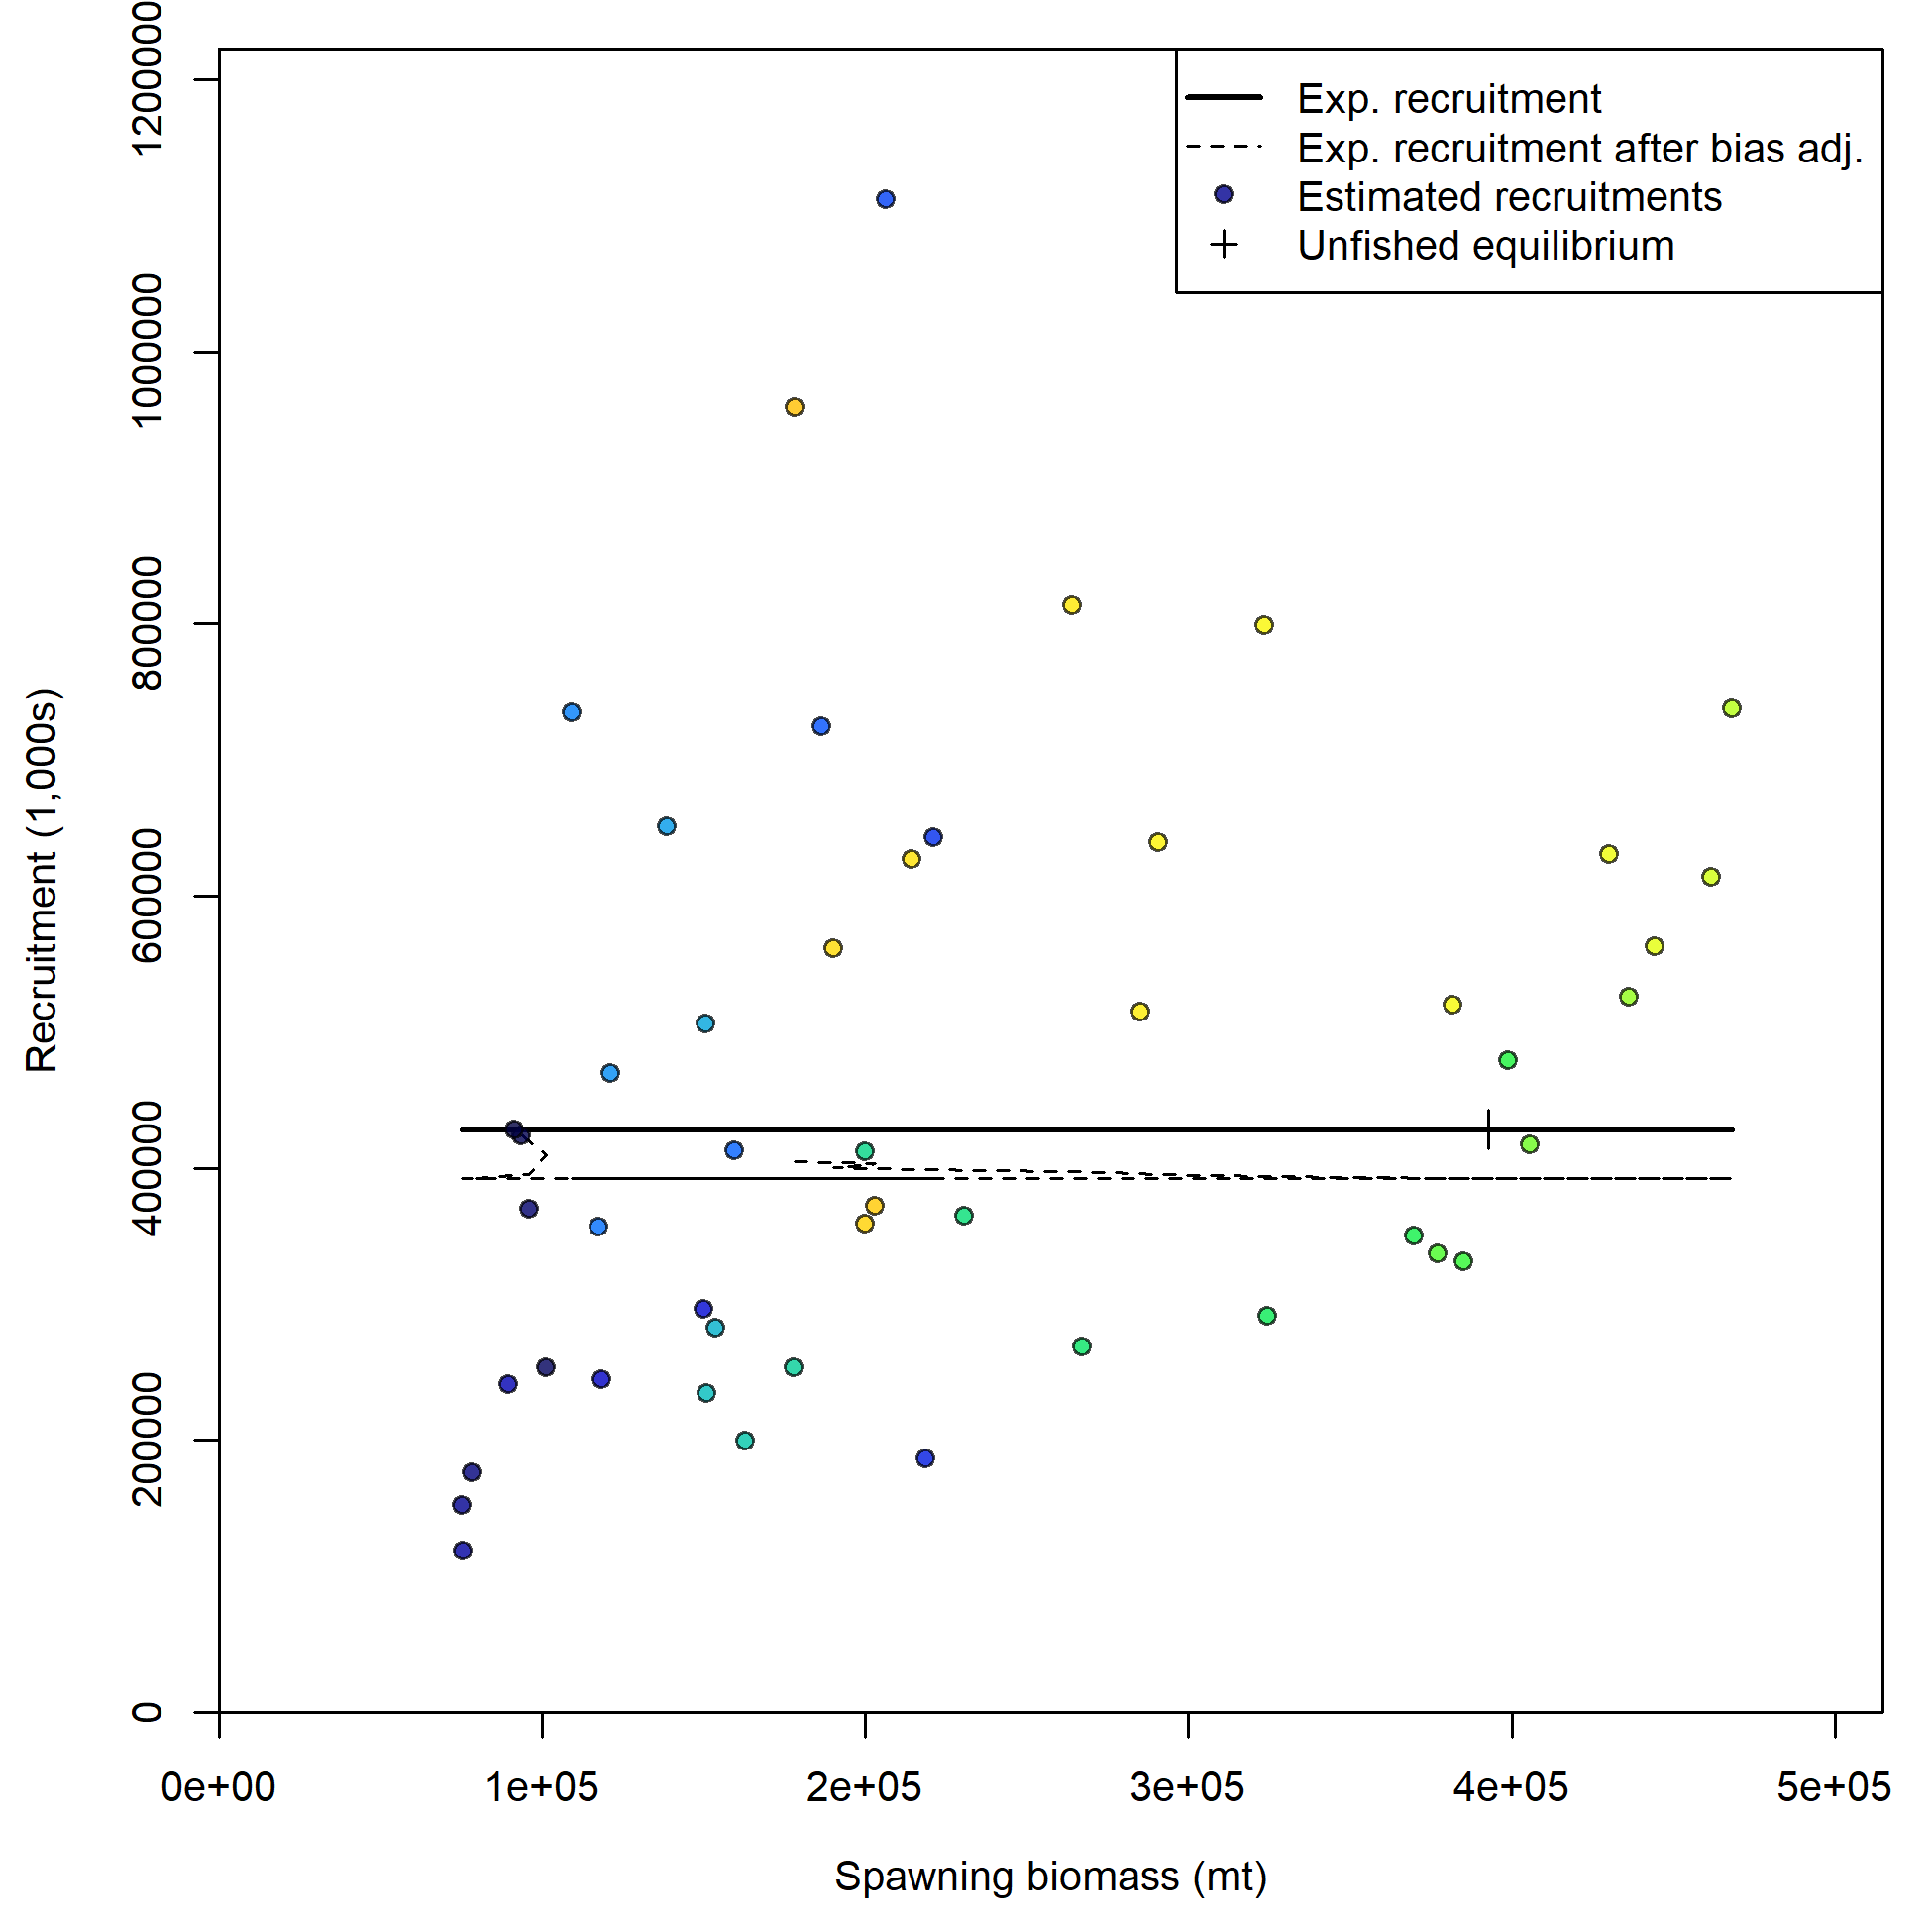 Exp. recruitment
Exp. recruitment after bias adj.
Estimated recruitments
Unfished equilibrium
Recruitment (1,000s)
1200000
1000000
800000
600000
400000
200000
0
0e+00 1e+05 2e+05 3e+05 4e+05 5e+05
Spawning biomass (mt)